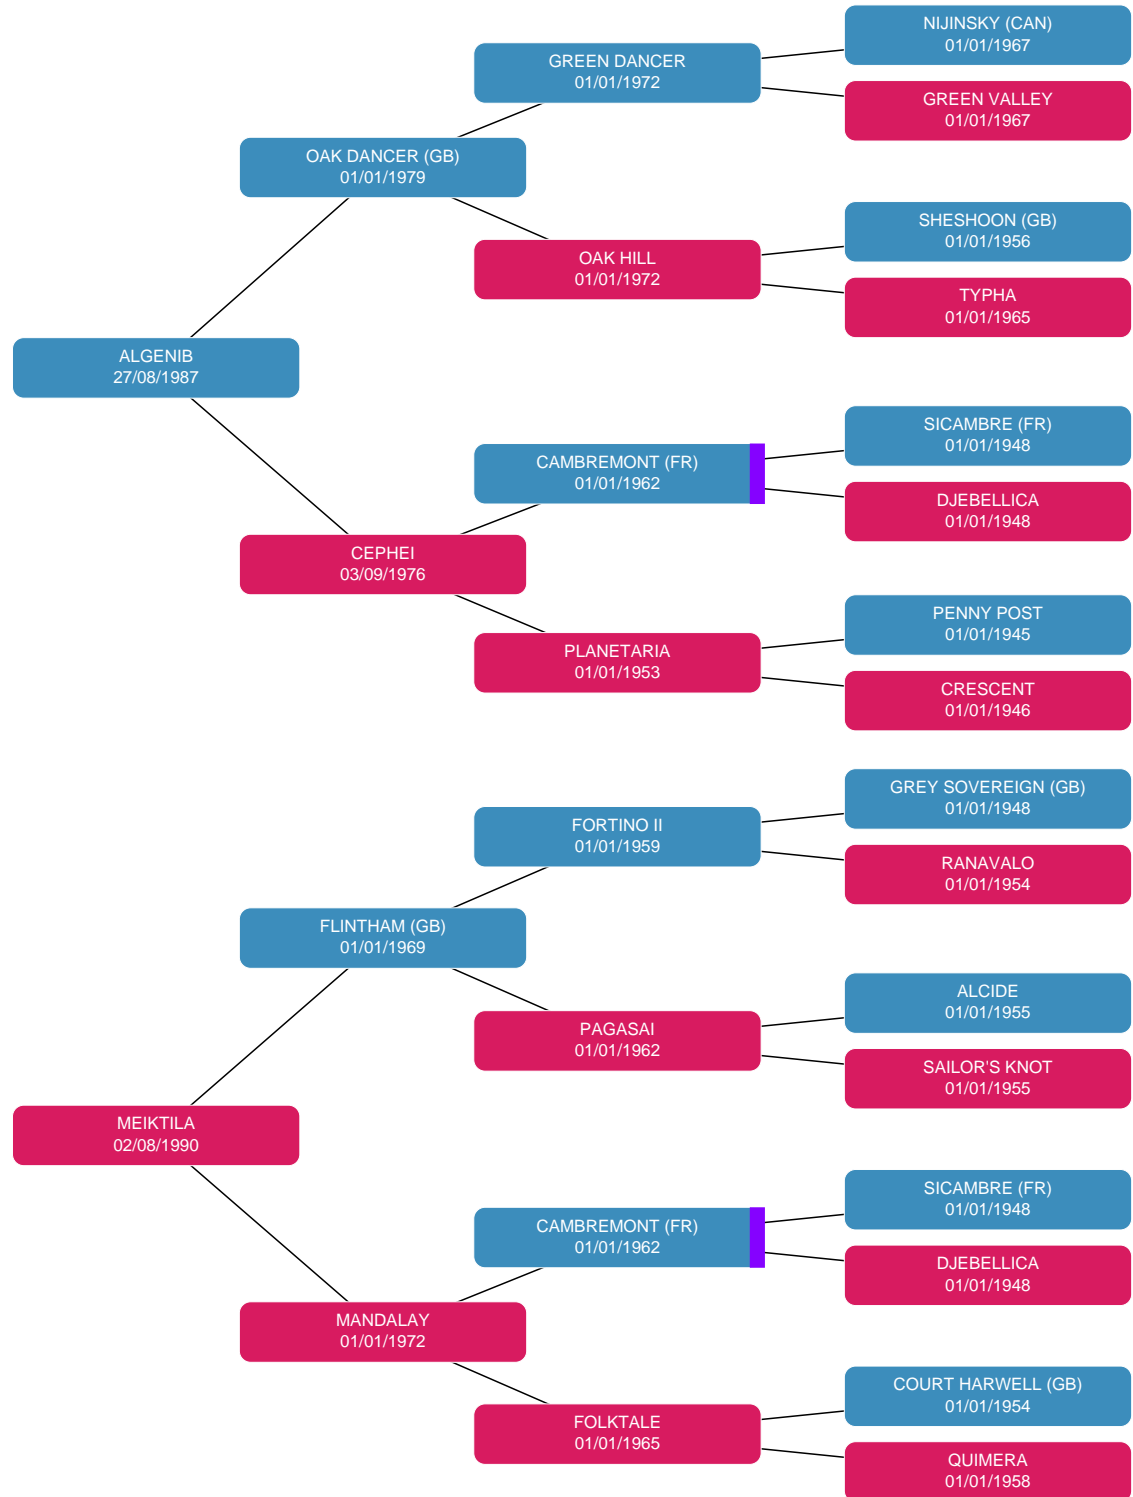 NIJINSKY (CAN)
01/01/1967
GREEN DANCER
01/01/1972
GREEN VALLEY
01/01/1967
OAK DANCER (GB)
01/01/1979
SHESHOON (GB)
01/01/1956
OAK HILL
01/01/1972
TYPHA
01/01/1965
ALGENIB
27/08/1987
SICAMBRE (FR)
01/01/1948
CAMBREMONT (FR)
01/01/1962
DJEBELLICA
01/01/1948
CEPHEI
03/09/1976
PENNY POST
01/01/1945
PLANETARIA
01/01/1953
CRESCENT
01/01/1946
GREY SOVEREIGN (GB)
01/01/1948
FORTINO II
01/01/1959
RANAVALO
01/01/1954
FLINTHAM (GB)
01/01/1969
ALCIDE
01/01/1955
PAGASAI
01/01/1962
SAILOR'S KNOT
01/01/1955
MEIKTILA
02/08/1990
SICAMBRE (FR)
01/01/1948
CAMBREMONT (FR)
01/01/1962
DJEBELLICA
01/01/1948
MANDALAY
01/01/1972
COURT HARWELL (GB)
01/01/1954
FOLKTALE
01/01/1965
QUIMERA
01/01/1958